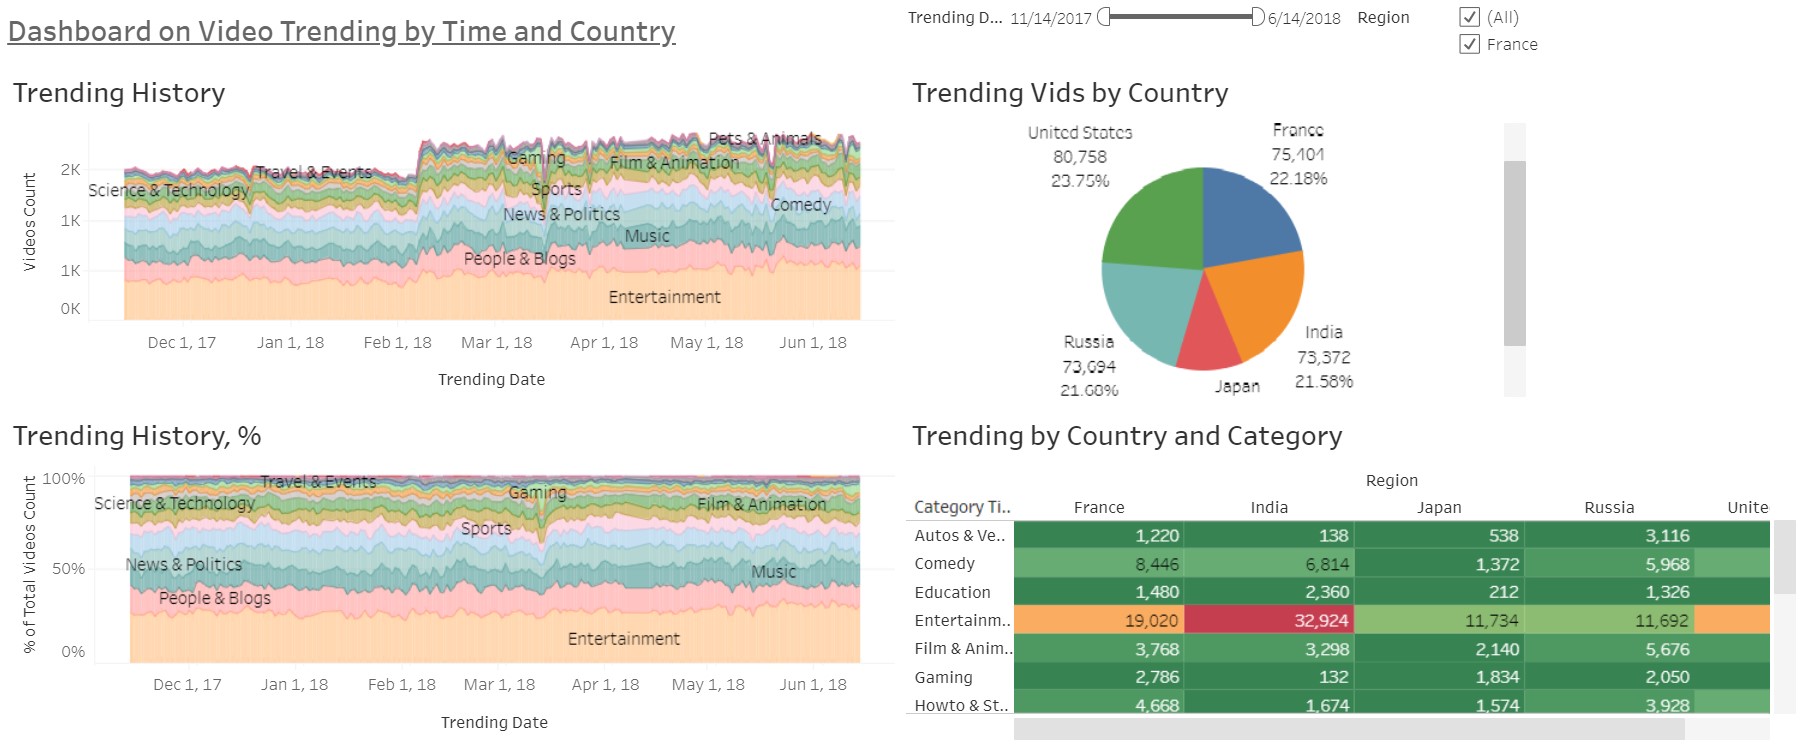 Dashboard on Video Trending by Time and Country
Trending D... 11/14/2017 6/14/2018 Region (All)
France
Trending History
Videos Count
2K
1K
1K
0K
Pets & Animals
Gaming
Film & Animation
Travel & Events
Science & Technology
Sports
Comedy
News & Politics
Music
People & Blogs
Entertainment
Dec 1, 17 Jan 1, 18 Feb 1, 18 Mar 1, 18 Apr 1, 18 May 1, 18 Jun 1, 18
Trending Date
Trending Vids by Country
United States
80,758
23.75%
France
75,101
22.18%
Russia
73,694
21.68%
Japan
India
73,372
21.58%
Trending History, %
% of Total Videos Count
100%
50%
0%
Travel & Events
Gaming
Science & Technology
Film & Animation
Sports
News & Politics
Music
People & Blogs
Entertainment
Dec 1, 17 Jan 1, 18 Feb 1, 18 Mar 1, 18 Apr 1, 18 May 1, 18 Jun 1, 18
Trending Date
Trending by Country and Category
Region
Category Ti.. France India Japan Russia Unite
Autos & Ve.. 1,220 138 538 3,116
Comedy 8,446 6,814 1,372 5,968
Education 1,480 2,360 212 1,326
Entertainm.. 19,020 32,924 11,734 11,692
Film & Anim.. 3,768 3,298 2,140 5,676
Gaming 2,786 132 1,834 2,050
Howto & St.. 4,668 1,674 1,574 3,928